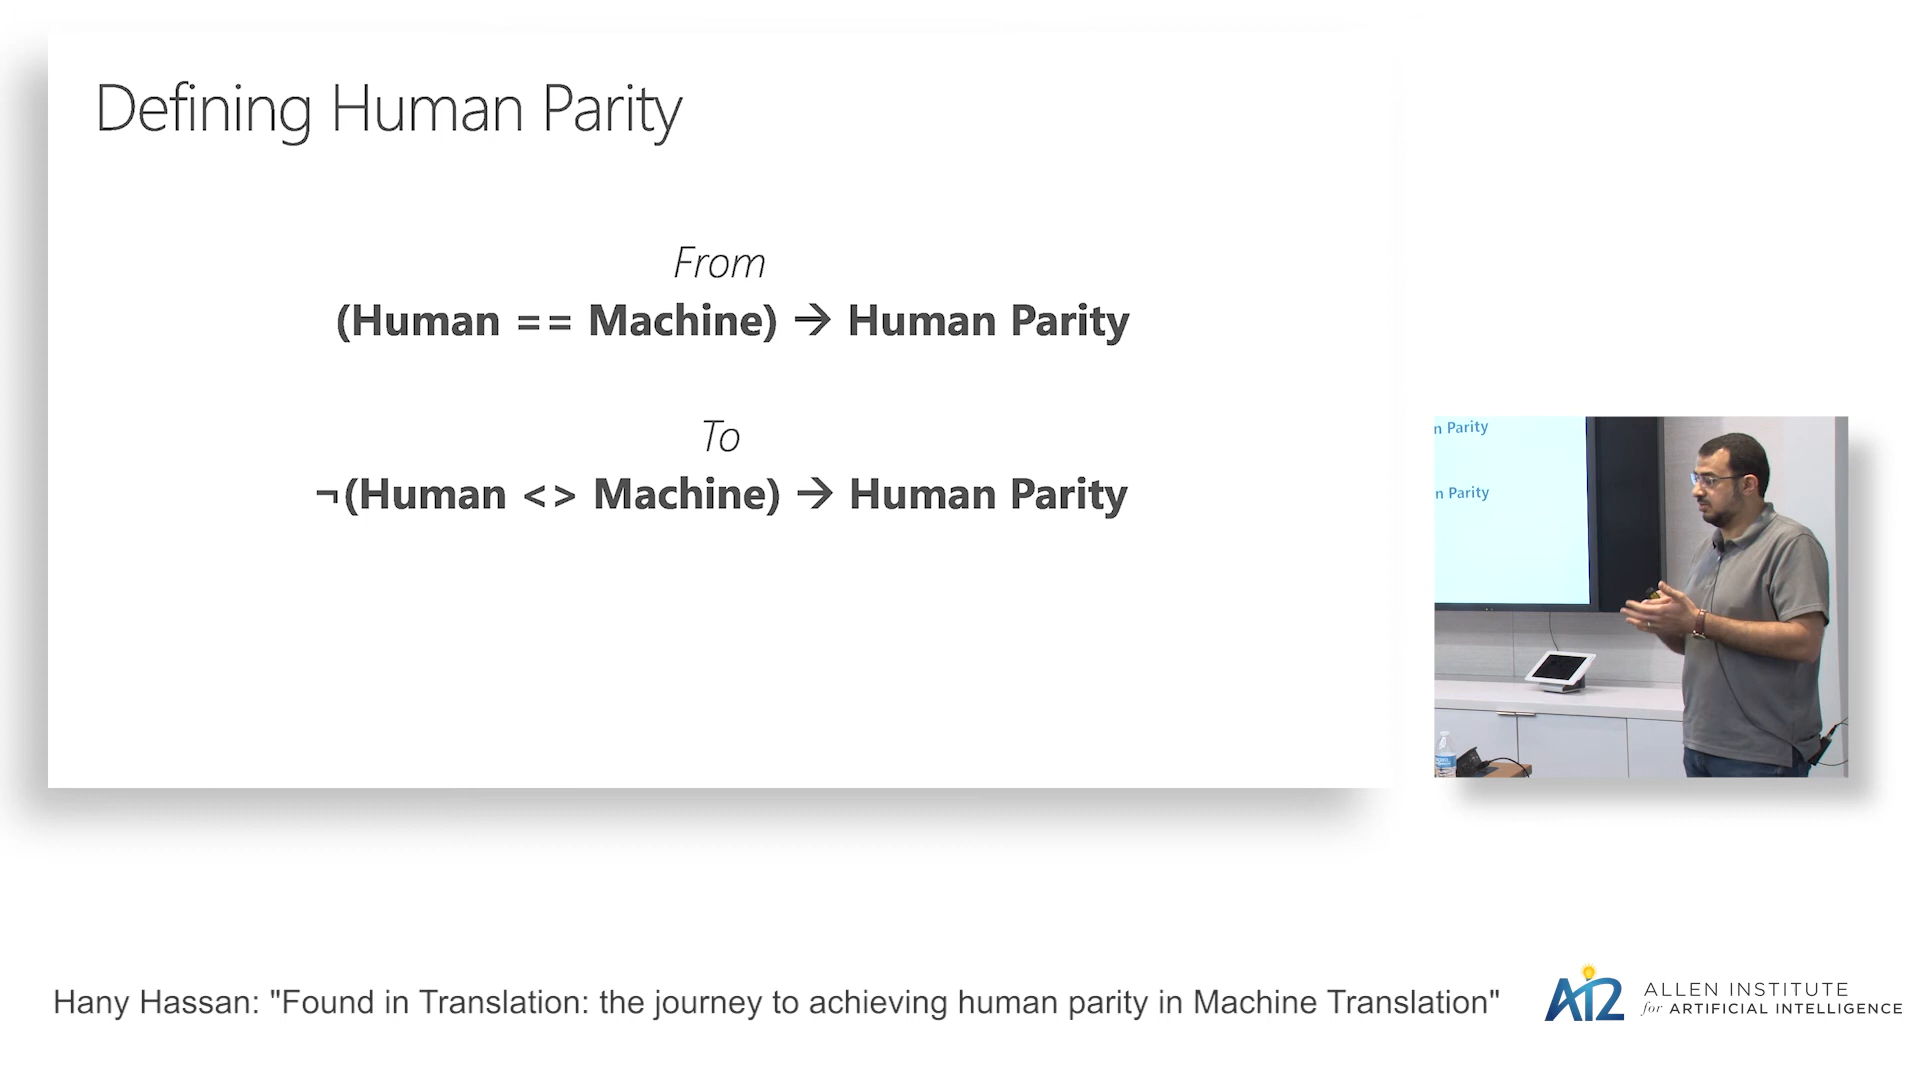 Defining Human Parity
From
(Human == Machine) → Human Parity
To
¬(Human <> Machine) → Human Parity
n Parity
n Parity
Hany Hassan: "Found in Translation: the journey to achieving human parity in Machine Translation"
AI2
ALLEN INSTITUTE
for ARTIFICIAL INTELLIGENCE